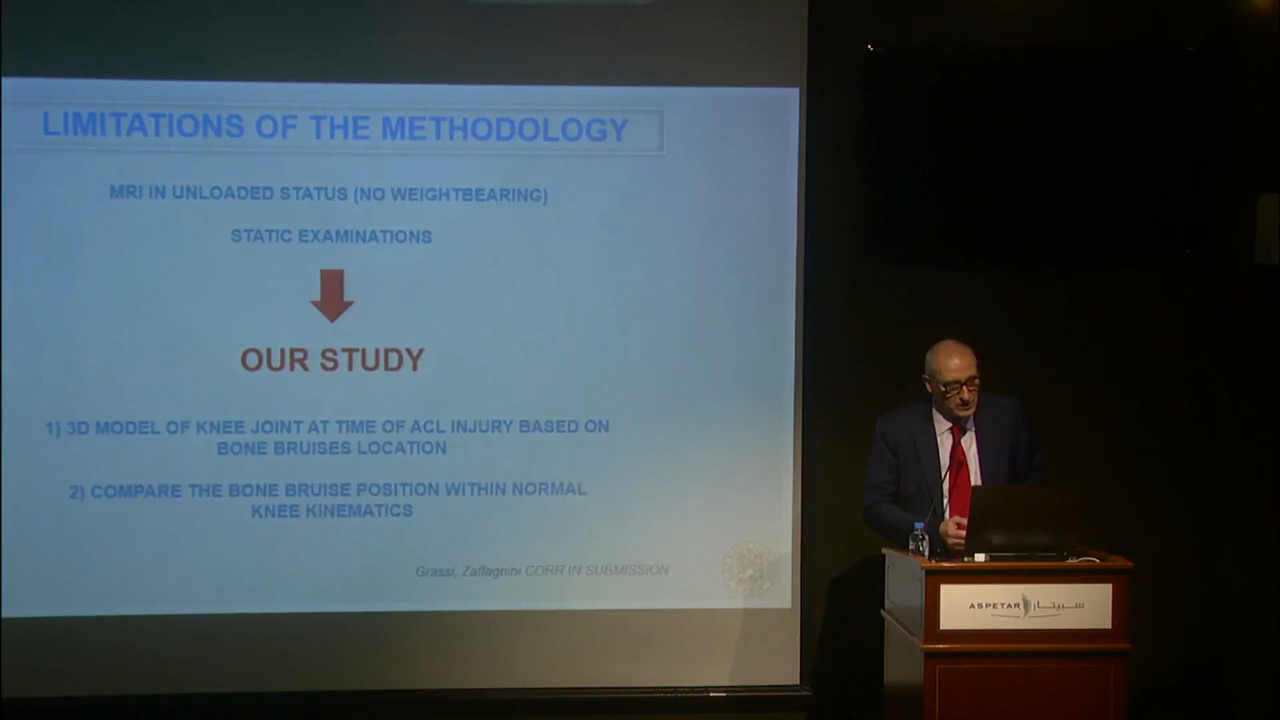 LIMITATIONS OF THE METHODOLOGY
MRI IN UNLOADED STATUS (NO WEIGHTBEARING)
STATIC EXAMINATIONS
OUR STUDY
1) 3D MODEL OF KNEE JOINT AT TIME OF ACL INJURY BASED ON
BONE BRUISES LOCATION
2) COMPARE THE BONE BRUISE POSITION WITHIN NORMAL
KNEE KINEMATICS
Grassi, Zaffagnini CORR IN SUBMISSION
ASPETAR سبيتار